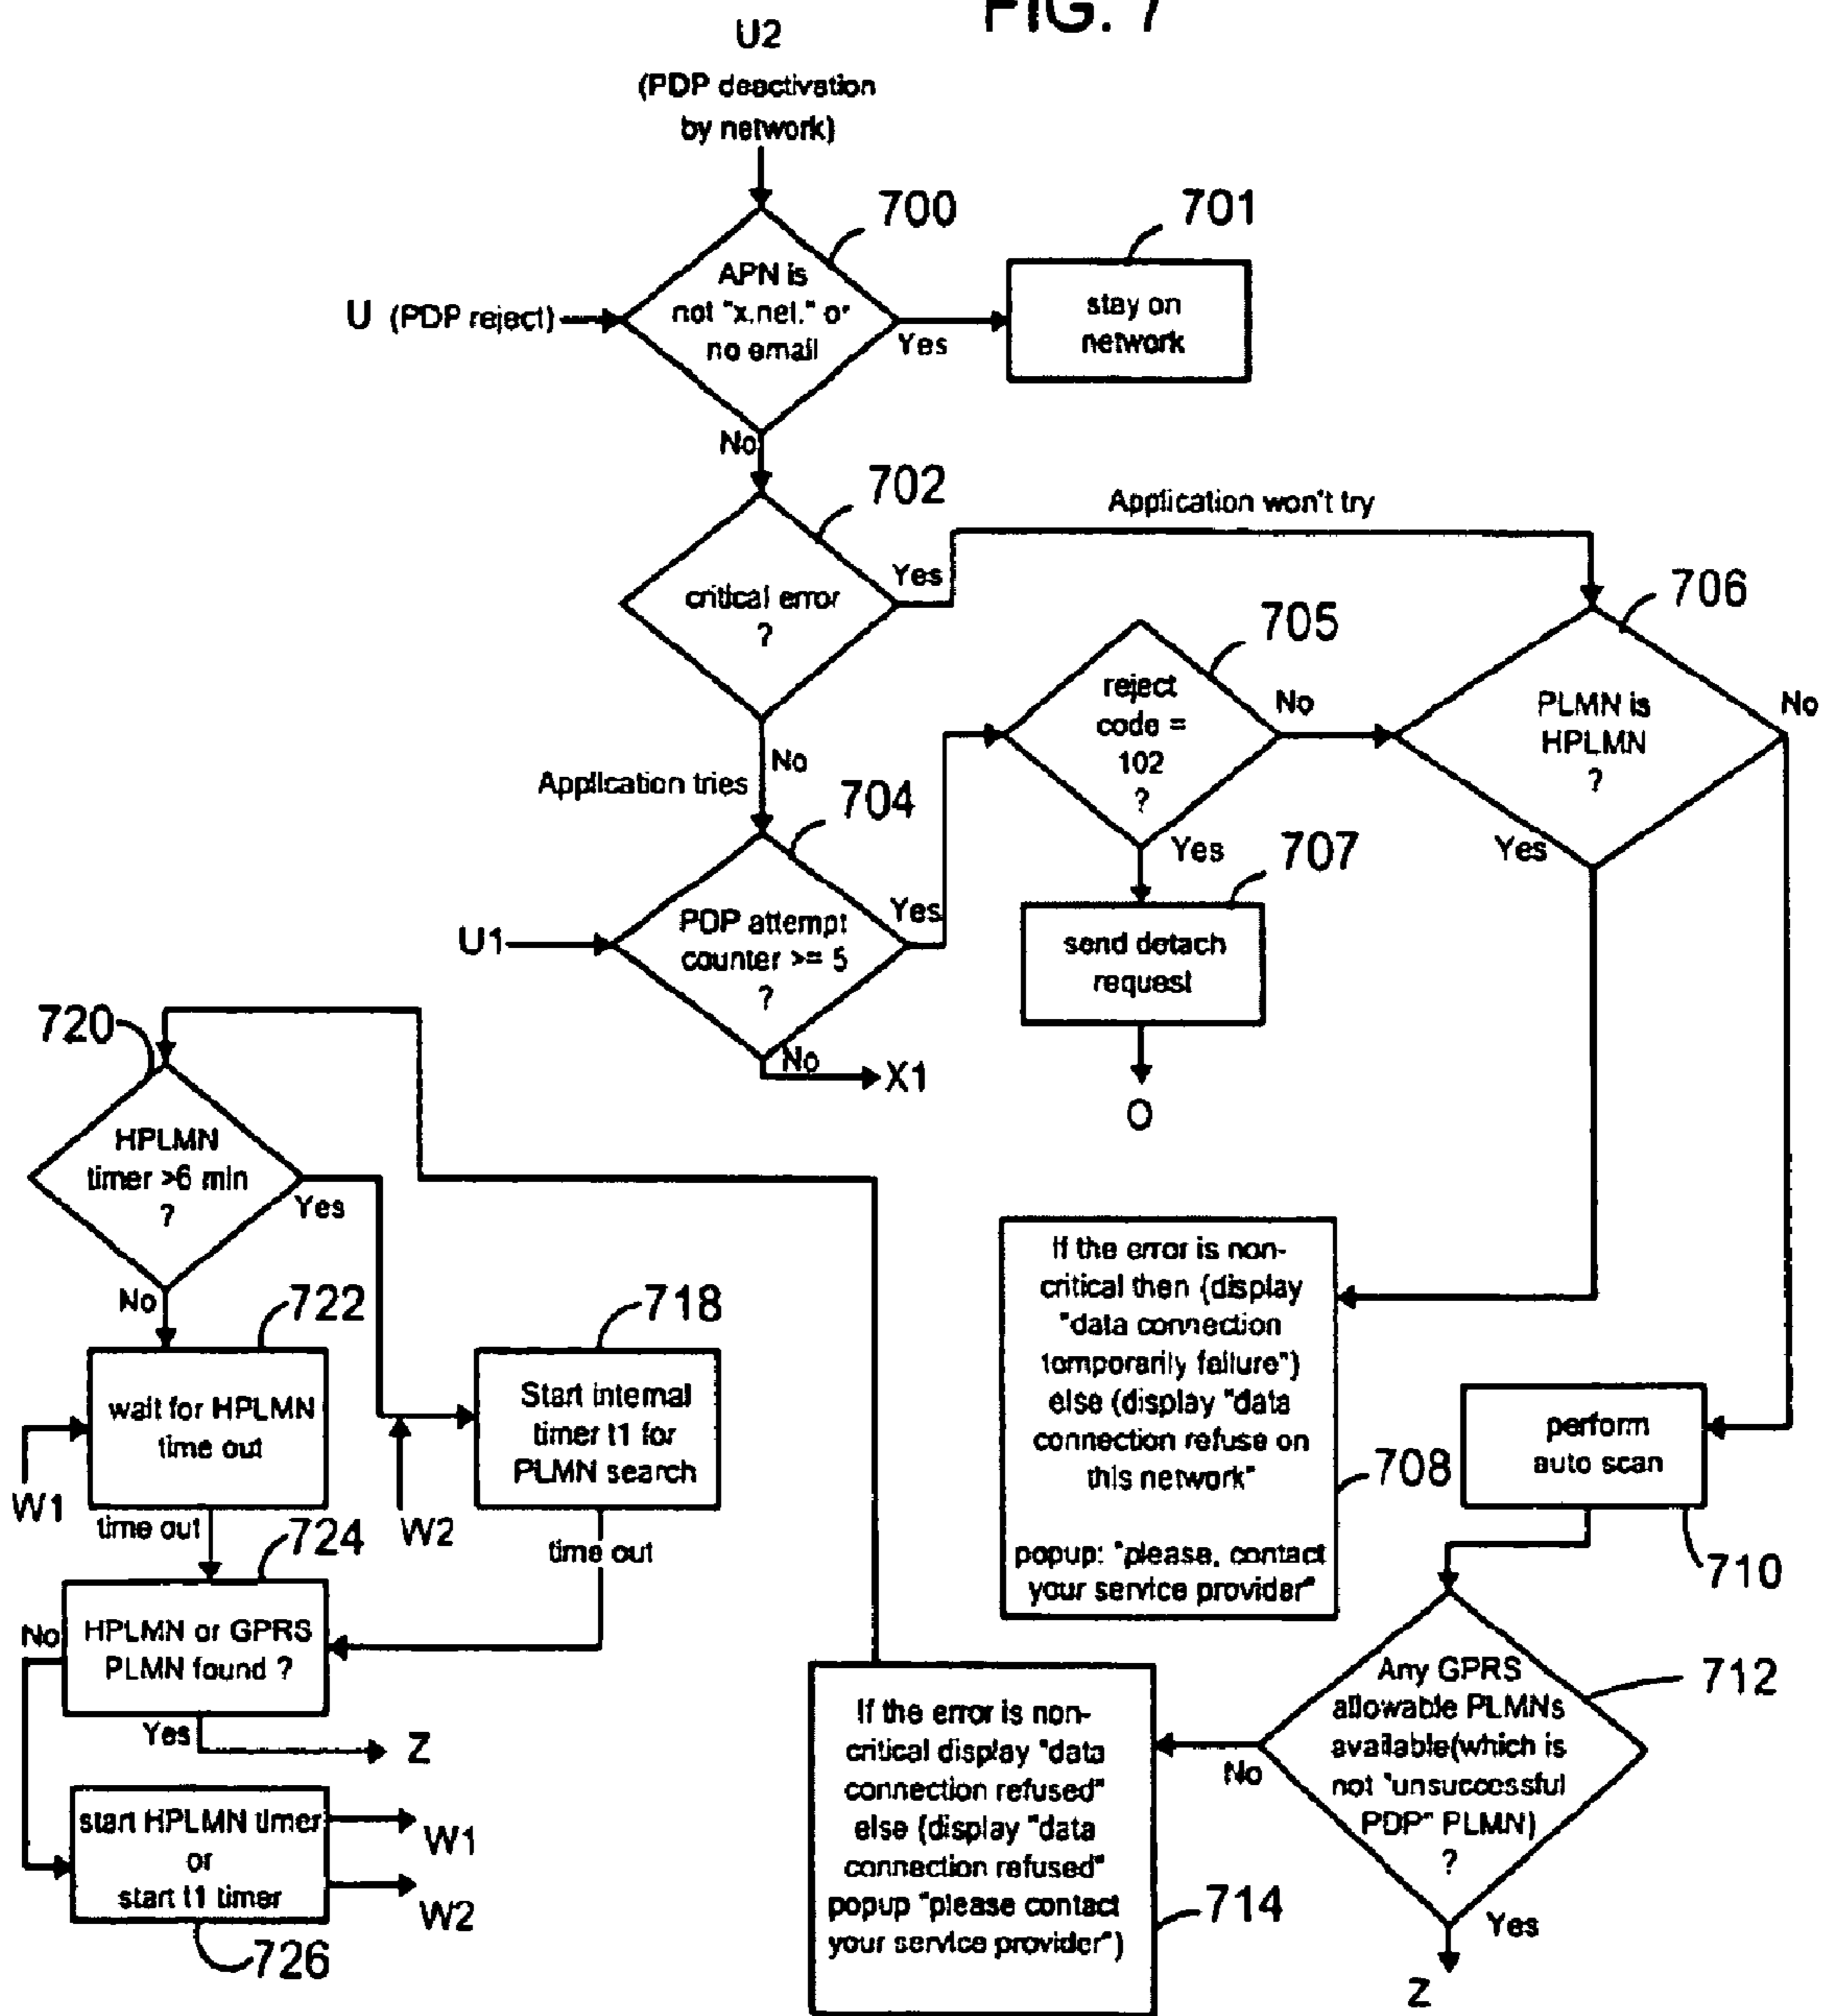 FIG. 7
U2
(PDP deactivation
by network)
700
701
APN is
not "x.net." or
no email
U (PDP reject)
Yes
stay on
network
No
702
Application won't try
critical error
?
Yes
706
705
reject
code =
102
?
No
PLMN is
HPLMN
?
No
No
Application tries
704
Yes
707
Yes
PDP attempt
counter >= 5
?
Yes
U1
send detach
request
No
X1
O
720
HPLMN
timer >6 min
?
Yes
No
722
718
wait for HPLMN
time out
W1
Start internal
timer t1 for
PLMN search
W2
time out
time out
724
HPLMN or GPRS
PLMN found ?
No
Yes
Z
start HPLMN timer
or
start t1 timer
W1
W2
726
If the error is non-
critical then (display
"data connection
temporarily failure")
else (display "data
connection refuse on
this network"
popup: "please, contact
your service provider"
708
perform
auto scan
710
Any GPRS
allowable PLMNs
available(which is
not "unsuccessful
PDP" PLMN)
?
712
No
Yes
Z
If the error is non-
critical display "data
connection refused"
else (display "data
connection refused"
popup "please contact
your service provider")
714